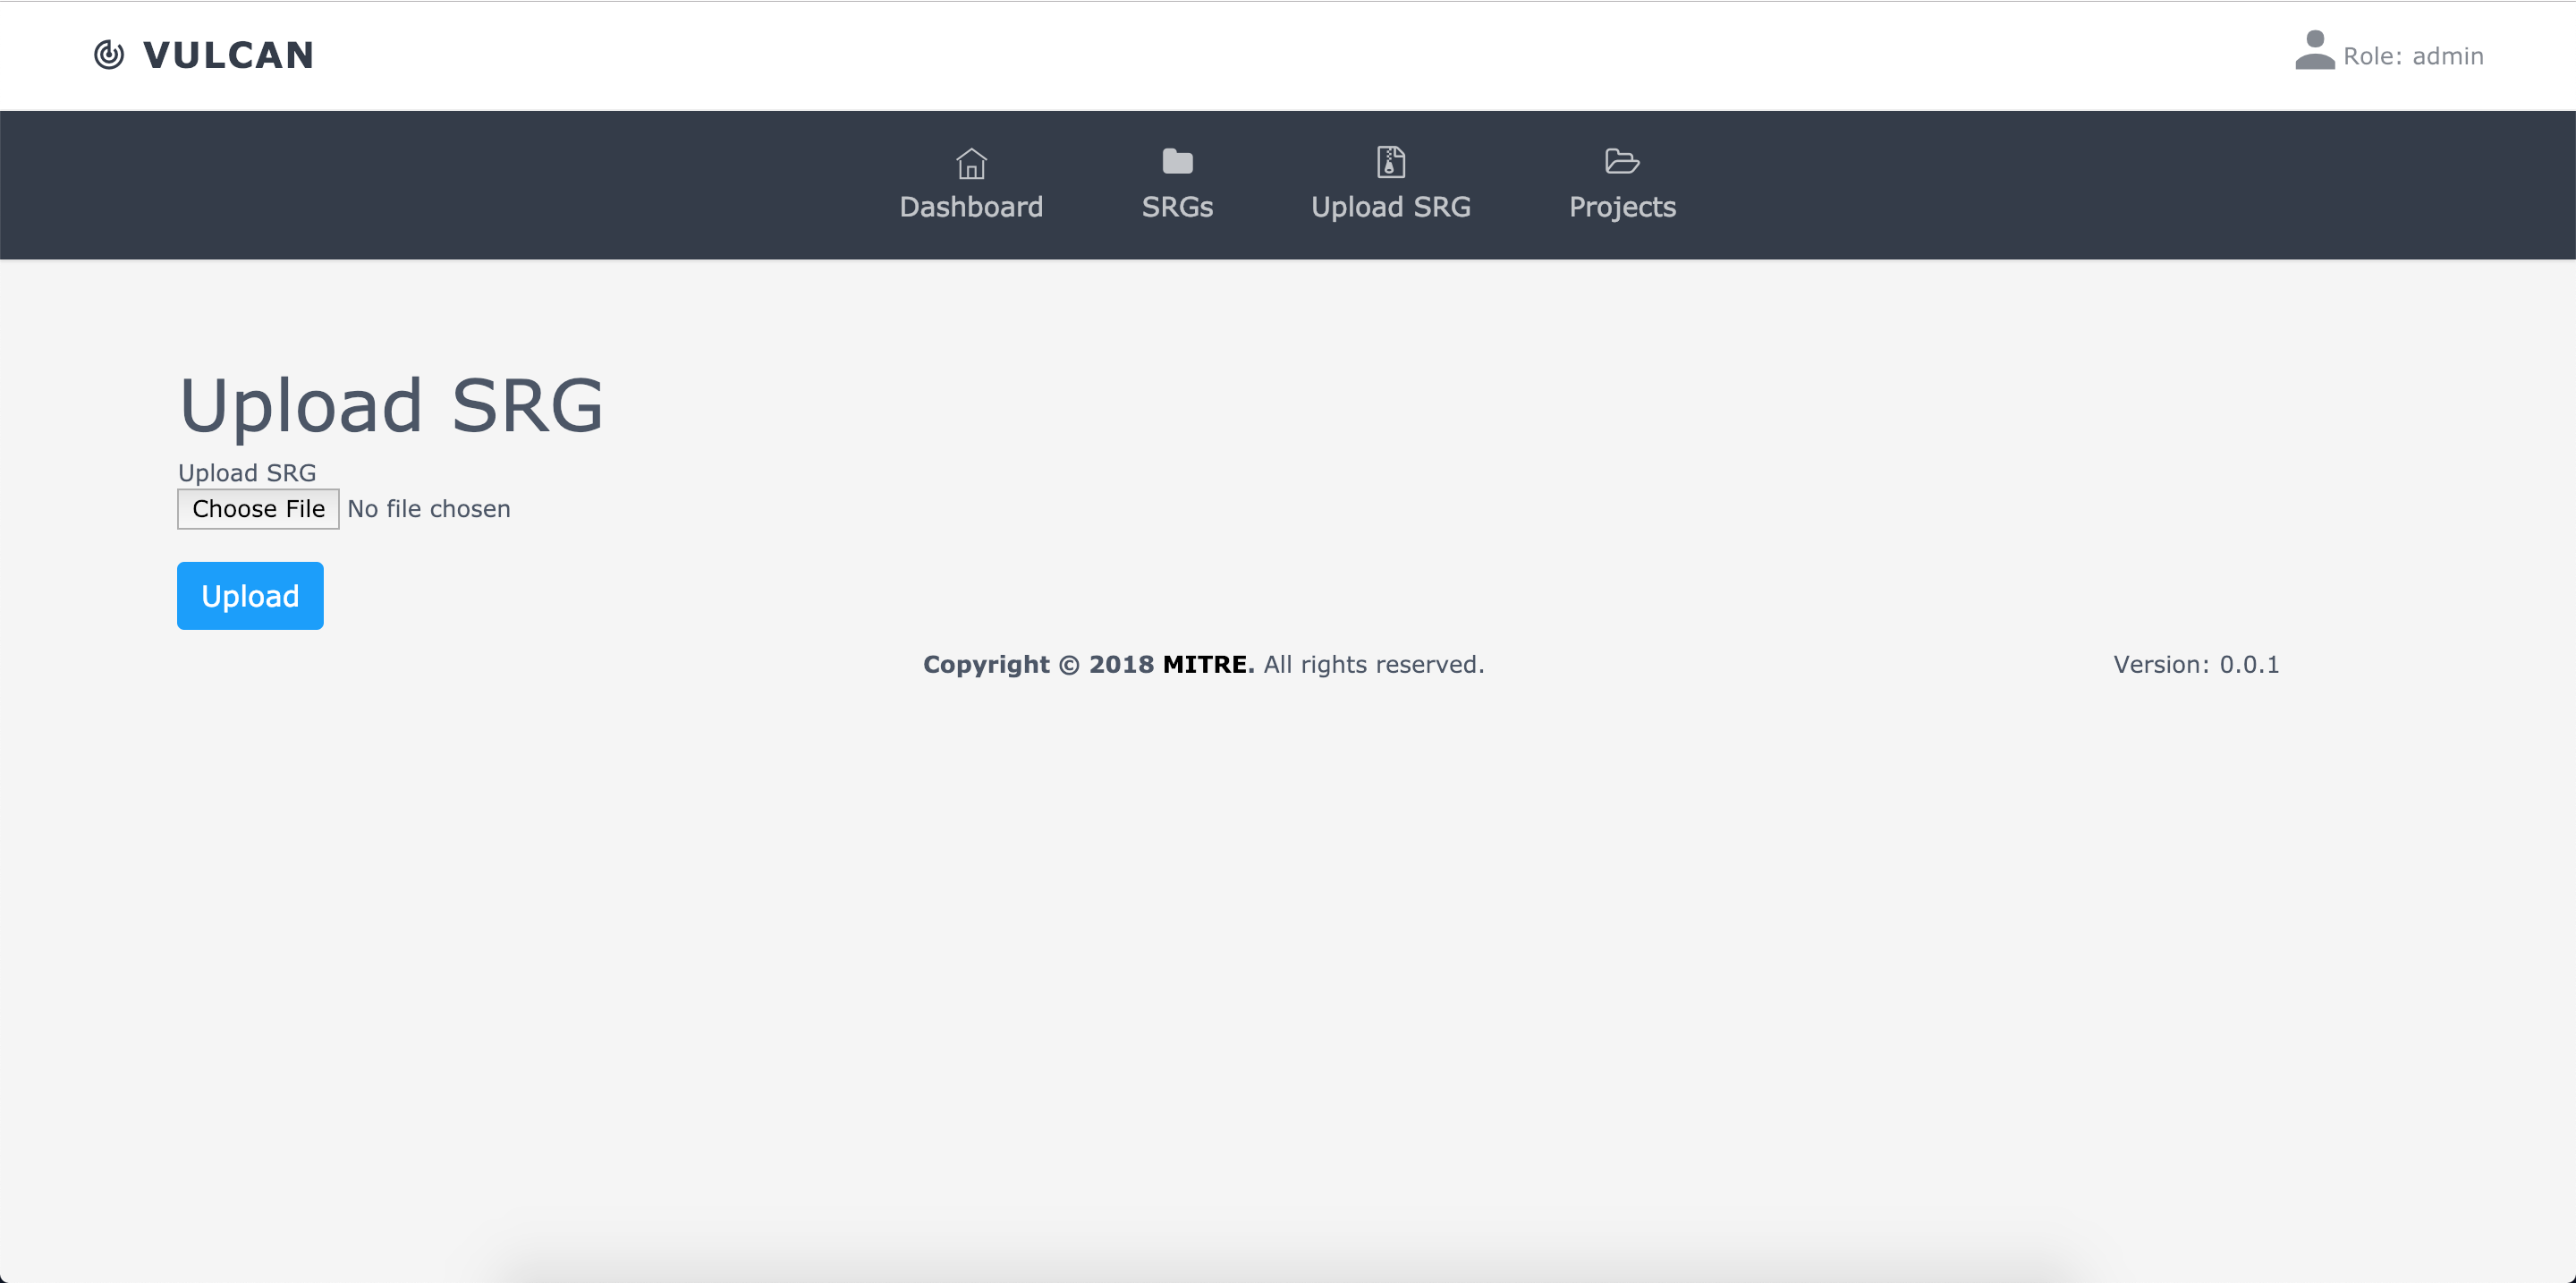 VULCAN
Role: admin
Dashboard
SRGs
Upload SRG
Projects
Upload SRG
Upload SRG
Choose File No file chosen
Upload
Copyright © 2018 MITRE. All rights reserved.
Version: 0.0.1